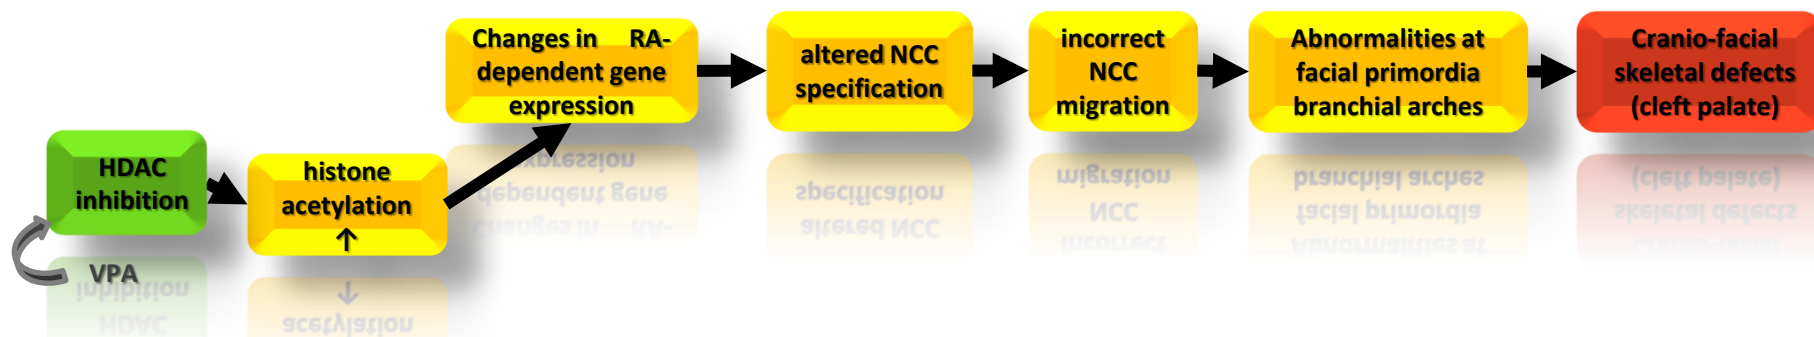 HDAC
inhibition
VPA
histone
acetylation
↑
Changes in RA-
dependent gene
expression
altered NCC
specification
incorrect
NCC
migration
Abnormalities at
facial primordia
branchial arches
Cranio-facial
skeletal defects
(cleft palate)